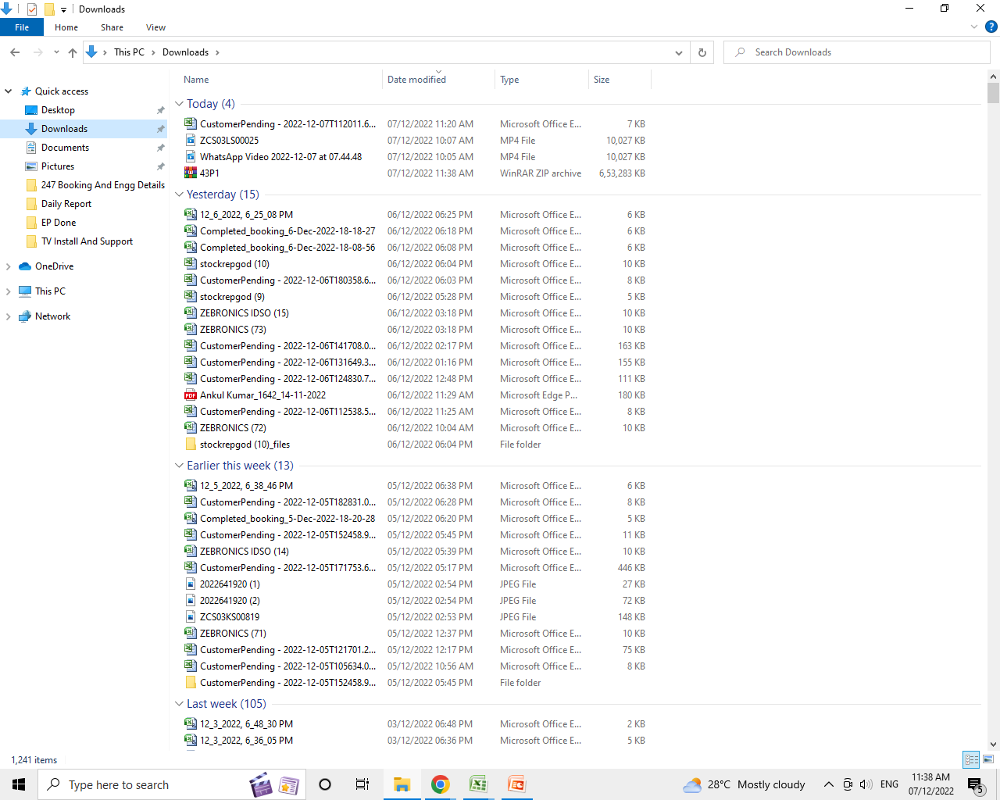 Downloads
File Home Share View
This PC Downloads
Search Downloads
Name Date modified Type Size
Quick access
Desktop
Downloads
Documents
Pictures
247 Booking And Engg Details
Daily Report
EP Done
TV Install And Support
OneDrive
This PC
Network
Today (4)
CustomerPending - 2022-12-07T112011.6... 07/12/2022 11:20 AM Microsoft Office E... 7 KB
ZCS03LS00025 07/12/2022 10:07 AM MP4 File 10,027 KB
WhatsApp Video 2022-12-07 at 07.44.48 07/12/2022 10:05 AM MP4 File 10,027 KB
43P1 07/12/2022 11:38 AM WinRAR ZIP archive 6,53,283 KB
Yesterday (15)
12_6_2022, 6_25_08 PM 06/12/2022 06:25 PM Microsoft Office E... 6 KB
Completed_booking_6-Dec-2022-18-18-27 06/12/2022 06:18 PM Microsoft Office E... 6 KB
Completed_booking_6-Dec-2022-18-08-56 06/12/2022 06:08 PM Microsoft Office E... 6 KB
stockrepgod (10) 06/12/2022 06:04 PM Microsoft Office E... 10 KB
CustomerPending - 2022-12-06T180358.6... 06/12/2022 06:03 PM Microsoft Office E... 8 KB
stockrepgod (9) 06/12/2022 05:28 PM Microsoft Office E... 5 KB
ZEBRONICS IDSO (15) 06/12/2022 03:18 PM Microsoft Office E... 10 KB
ZEBRONICS (73) 06/12/2022 03:18 PM Microsoft Office E... 10 KB
CustomerPending - 2022-12-06T141708.0... 06/12/2022 02:17 PM Microsoft Office E... 163 KB
CustomerPending - 2022-12-06T131649.3... 06/12/2022 01:16 PM Microsoft Office E... 155 KB
CustomerPending - 2022-12-06T124830.7... 06/12/2022 12:48 PM Microsoft Office E... 111 KB
Ankul Kumar_1642_14-11-2022 06/12/2022 11:29 AM Microsoft Edge P... 180 KB
CustomerPending - 2022-12-06T112538.5... 06/12/2022 11:25 AM Microsoft Office E... 8 KB
ZEBRONICS (72) 06/12/2022 10:04 AM Microsoft Office E... 10 KB
stockrepgod (10)_files 06/12/2022 06:04 PM File folder
Earlier this week (13)
12_5_2022, 6_38_46 PM 05/12/2022 06:38 PM Microsoft Office E... 6 KB
CustomerPending - 2022-12-05T182831.0... 05/12/2022 06:28 PM Microsoft Office E... 8 KB
Completed_booking_5-Dec-2022-18-20-28 05/12/2022 06:20 PM Microsoft Office E... 5 KB
CustomerPending - 2022-12-05T152458.9... 05/12/2022 05:45 PM Microsoft Office E... 11 KB
ZEBRONICS IDSO (14) 05/12/2022 05:39 PM Microsoft Office E... 10 KB
CustomerPending - 2022-12-05T171753.6... 05/12/2022 05:17 PM Microsoft Office E... 446 KB
2022641920 (1) 05/12/2022 02:54 PM JPEG File 27 KB
2022641920 (2) 05/12/2022 02:54 PM JPEG File 72 KB
ZCS03KS00819 05/12/2022 02:53 PM JPEG File 148 KB
ZEBRONICS (71) 05/12/2022 12:37 PM Microsoft Office E... 10 KB
CustomerPending - 2022-12-05T121701.2... 05/12/2022 12:17 PM Microsoft Office E... 75 KB
CustomerPending - 2022-12-05T105634.0... 05/12/2022 10:56 AM Microsoft Office E... 8 KB
CustomerPending - 2022-12-05T152458.9... 05/12/2022 05:45 PM File folder
Last week (105)
12_3_2022, 6_48_30 PM 03/12/2022 06:48 PM Microsoft Office E... 2 KB
12_3_2022, 6_36_05 PM 03/12/2022 06:36 PM Microsoft Office E... 5 KB
1,241 items
Type here to search
28°C Mostly cloudy
ENG
11:38 AM
07/12/2022
5